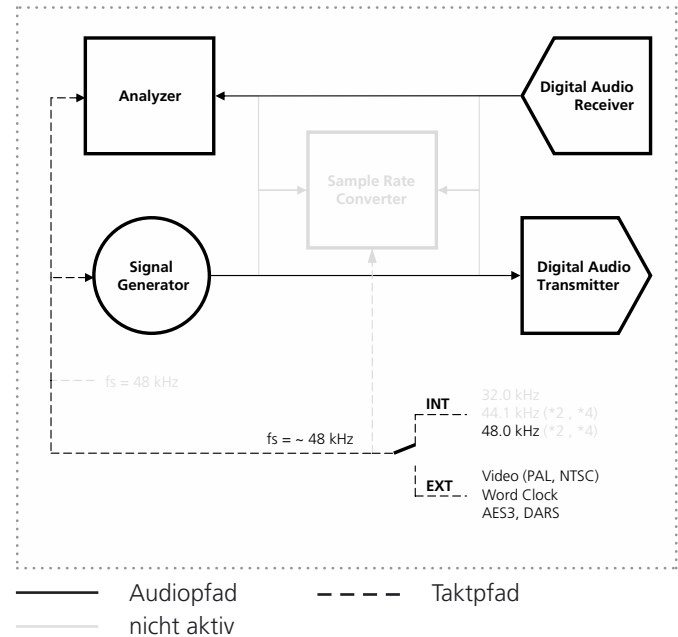 Analyzer
Digital Audio
Receiver
Sample Rate
Converter
Signal
Generator
Digital Audio
Transmitter
fs = 48 kHz
INT
32.0 kHz
44.1 kHz (*2 , *4)
48.0 kHz (*2 , *4)
fs = ~ 48 kHz
EXT
Video (PAL, NTSC)
Word Clock
AES3, DARS
Audiopfad
Taktpfad
nicht aktiv